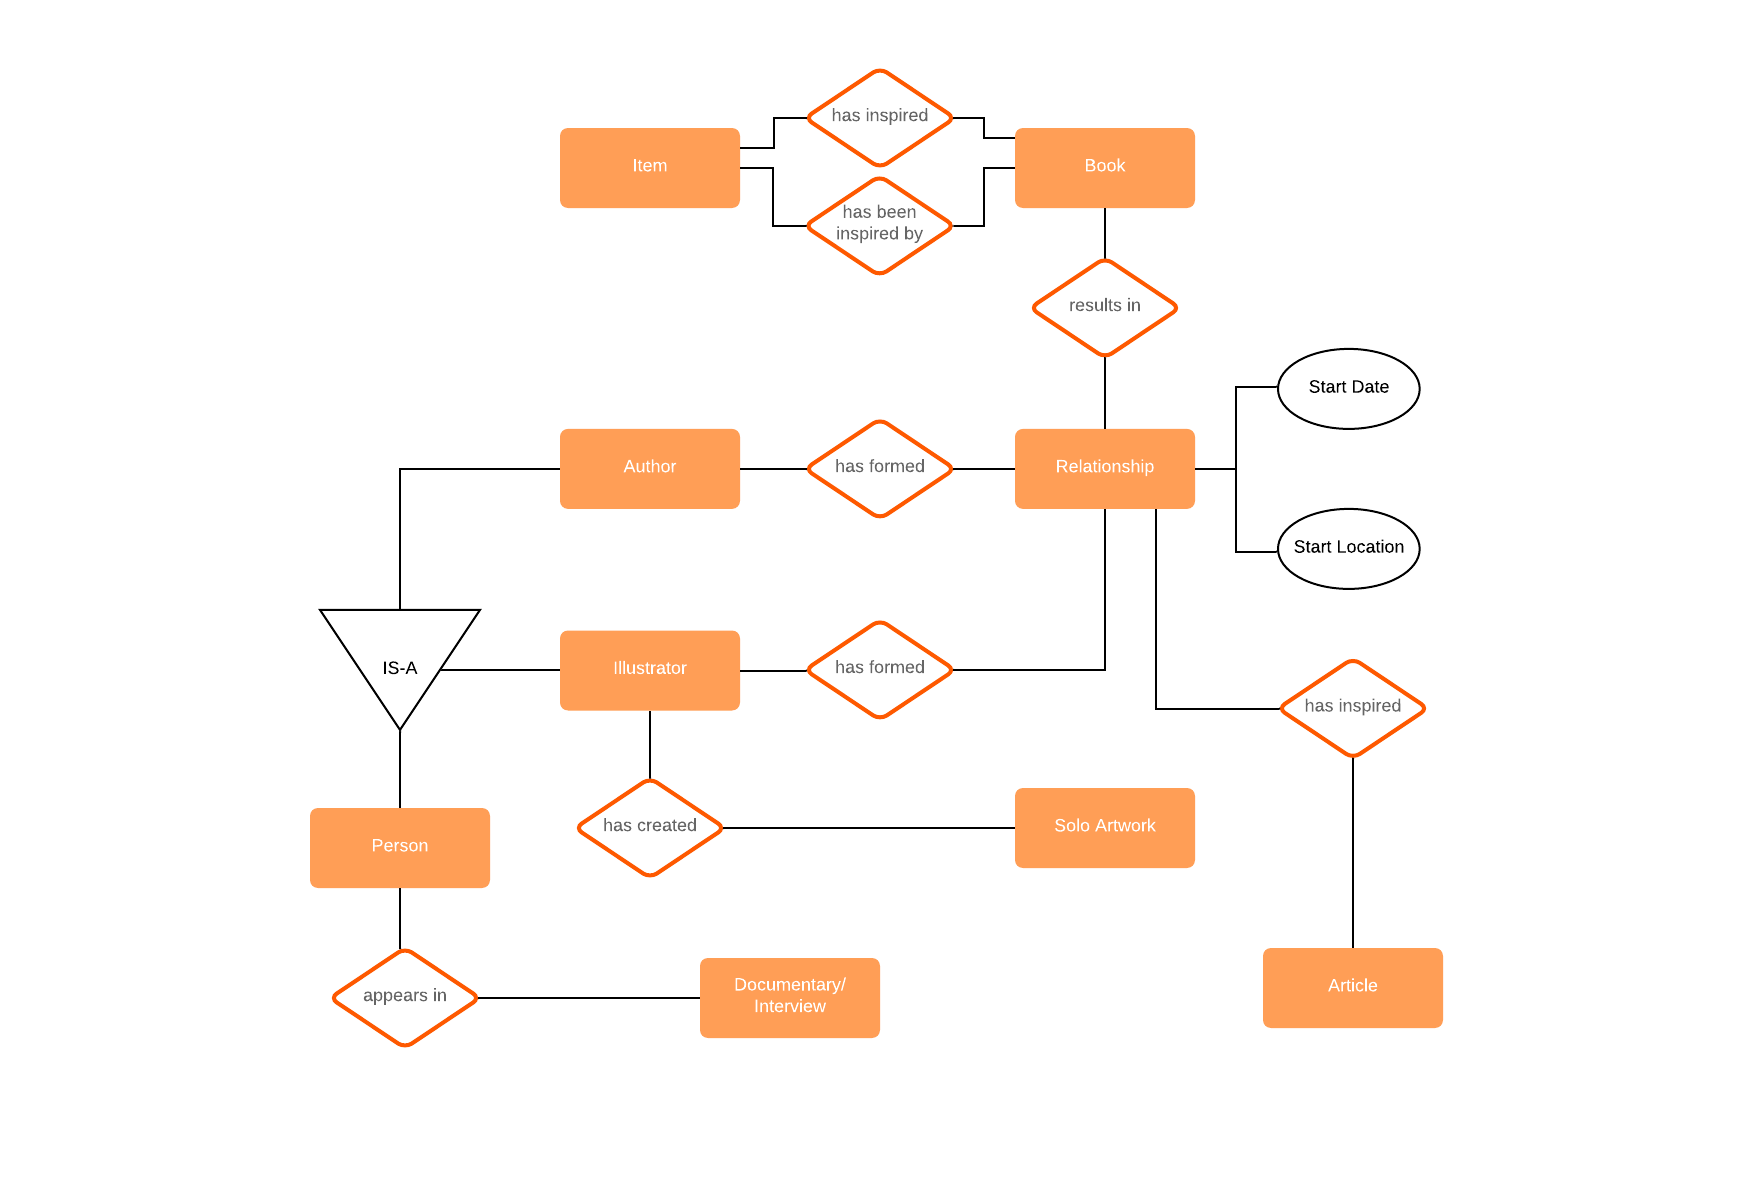 has inspired
Item
Book
has been
inspired by
results in
Start Date
Author
has formed
Relationship
Start Location
IS-A
Illustrator
has formed
has inspired
has created
Solo Artwork
Person
appears in
Documentary/
Interview
Article